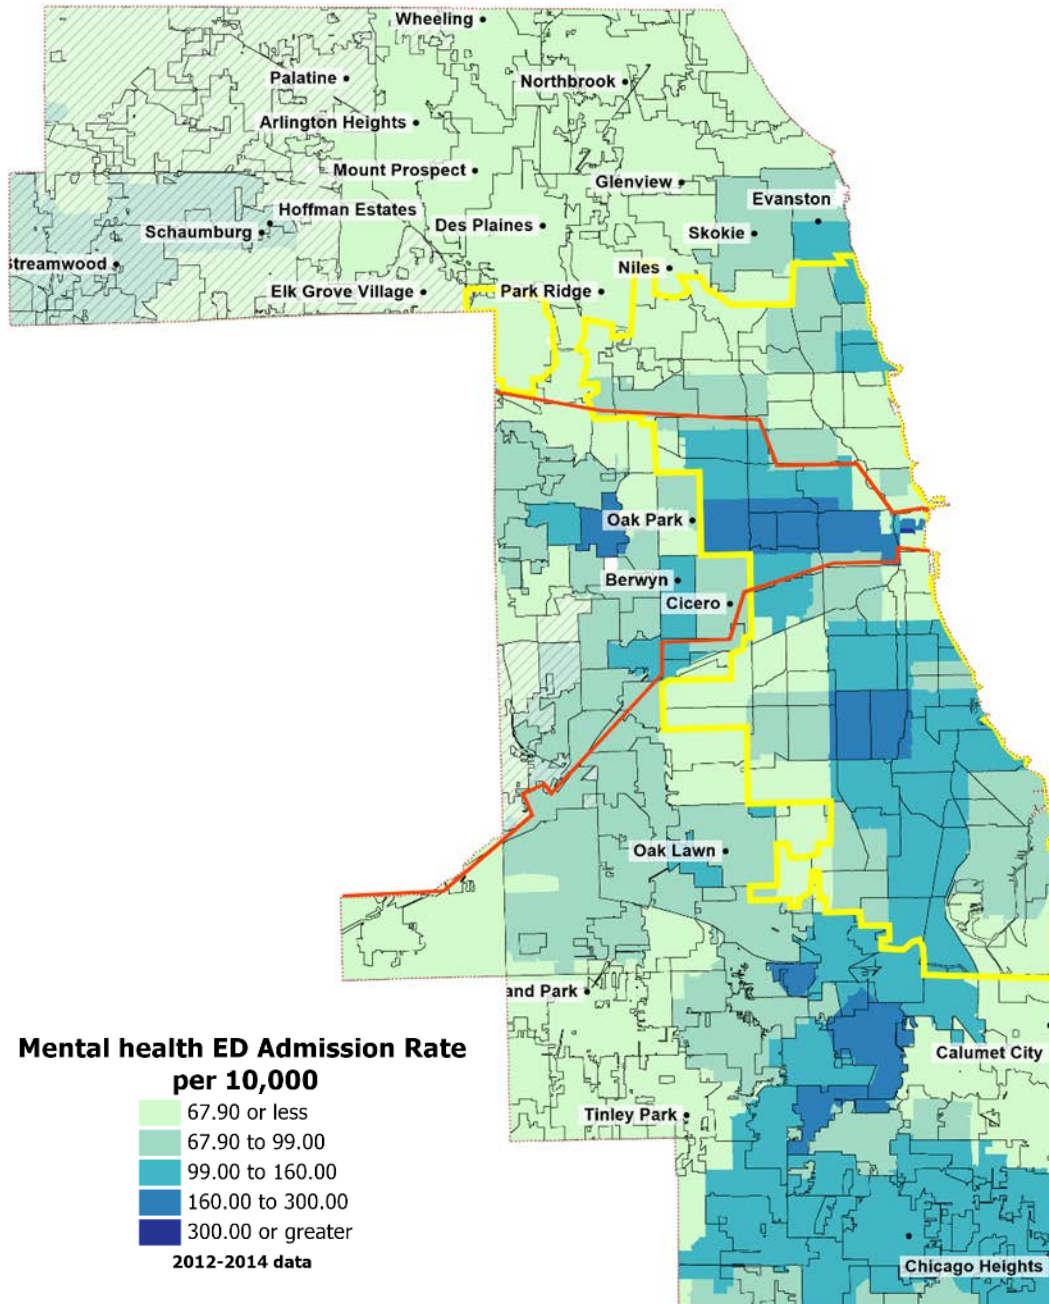 Wheeling
Palatine
Northbrook
Arlington Heights
Mount Prospect
Glenview
Evanston
Hoffman Estates
Schaumburg
Des Plaines
Skokie
Streamwood
Niles
Elk Grove Village
Park Ridge
Oak Park
Berwyn
Cicero
Oak Lawn
and Park
Calumet City
Tinley Park
Chicago Heights
Mental health ED Admission Rate
per 10,000
67.90 or less
67.90 to 99.00
99.00 to 160.00
160.00 to 300.00
300.00 or greater
2012-2014 data